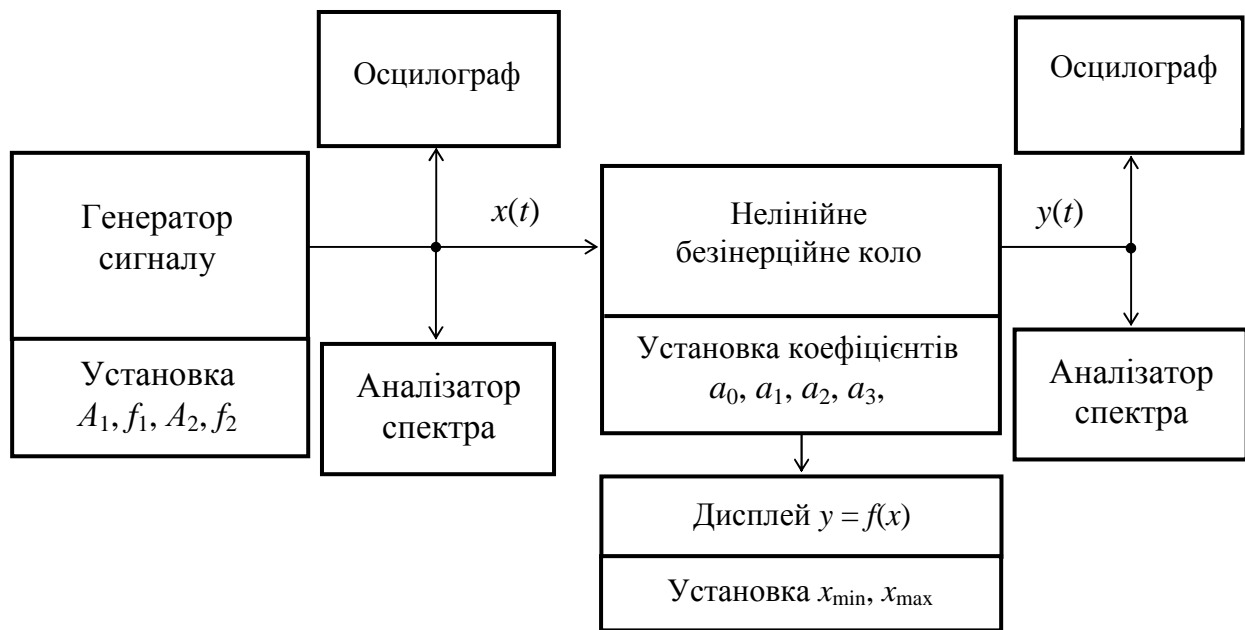 Осцилограф
Осцилограф
Генератор
сигналу
x(t)
Нелінійне
безінерційне коло
y(t)
Установка
A₁, f₁, A₂, f₂
Аналізатор
спектра
Установка коефіцієнтів
a₀, a₁, a₂, a₃,
Аналізатор
спектра
Дисплей y = f(x)
Установка xmin, xmax